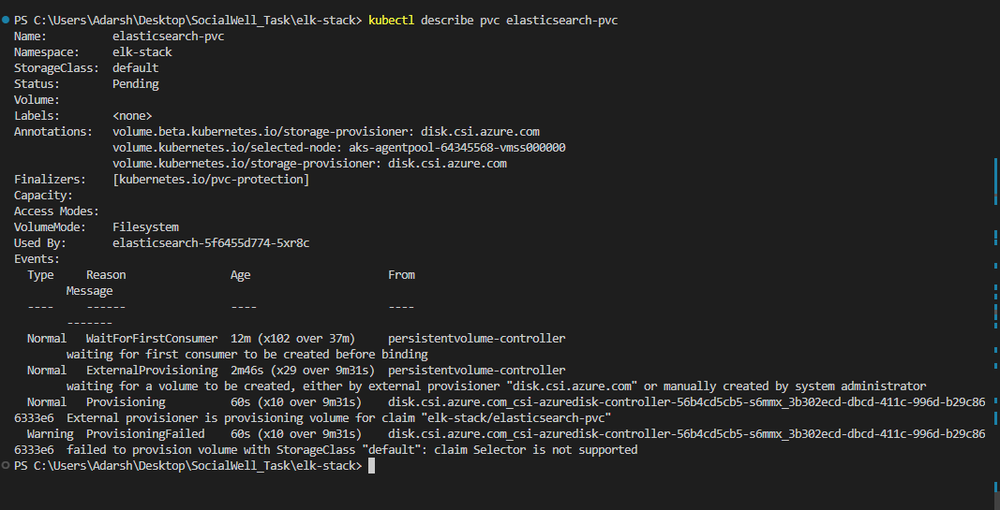 PS C:\Users\Adarsh\Desktop\SocialWell_Task\elk-stack> kubectl describe pvc elasticsearch-pvc
Name:          elasticsearch-pvc
Namespace:     elk-stack
StorageClass:  default
Status:        Pending
Volume:
Labels:        <none>
Annotations:   volume.beta.kubernetes.io/storage-provisioner: disk.csi.azure.com
               volume.kubernetes.io/selected-node: aks-agentpool-64345568-vmss000000
               volume.kubernetes.io/storage-provisioner: disk.csi.azure.com
Finalizers:    [kubernetes.io/pvc-protection]
Capacity:
Access Modes:
VolumeMode:    Filesystem
Used By:       elasticsearch-5f6455d774-5xr8c
Events:
  Type     Reason                Age                     From
        Message
  ----     ------                ----                    ----
        -------
  Normal   WaitForFirstConsumer  12m (x102 over 37m)     persistentvolume-controller
        waiting for first consumer to be created before binding
  Normal   ExternalProvisioning  2m46s (x29 over 9m31s)  persistentvolume-controller
        waiting for a volume to be created, either by external provisioner "disk.csi.azure.com" or manually created by system administrator
  Normal   Provisioning          60s (x10 over 9m31s)    disk.csi.azure.com_csi-azuredisk-controller-56b4cd5cb5-s6mmx_3b302ecd-dbcd-411c-996d-b29c86
6333e6  External provisioner is provisioning volume for claim "elk-stack/elasticsearch-pvc"
  Warning  ProvisioningFailed    60s (x10 over 9m31s)    disk.csi.azure.com_csi-azuredisk-controller-56b4cd5cb5-s6mmx_3b302ecd-dbcd-411c-996d-b29c86
6333e6  failed to provision volume with StorageClass "default": claim Selector is not supported
PS C:\Users\Adarsh\Desktop\SocialWell_Task\elk-stack>